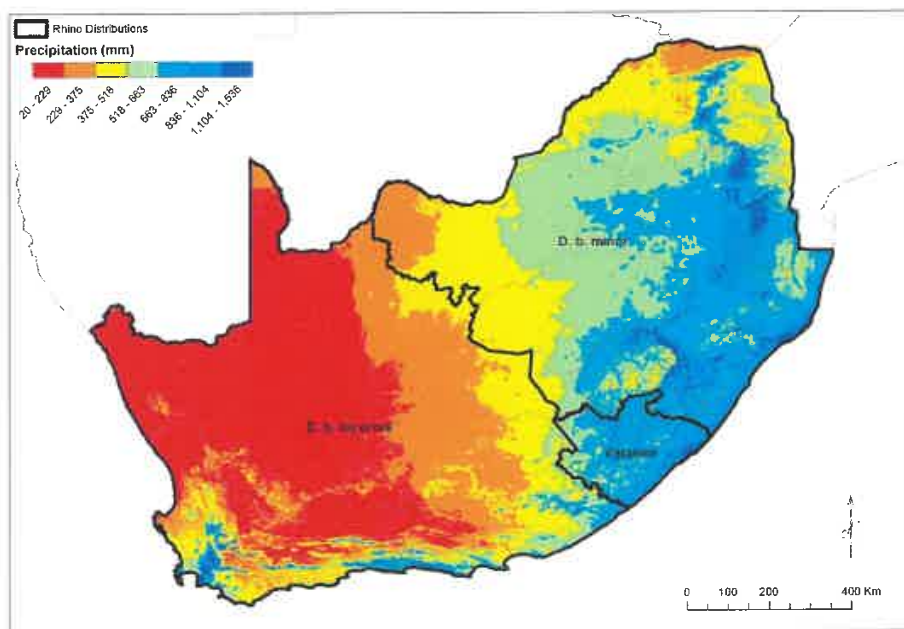 Rhino Distributions
Precipitation (mm)
20 - 229
229 - 375
375 - 518
518 - 663
663 - 836
836 - 1,104
1,104 - 1,536
D. b. minor
D. b.
0 100 200 400 Km